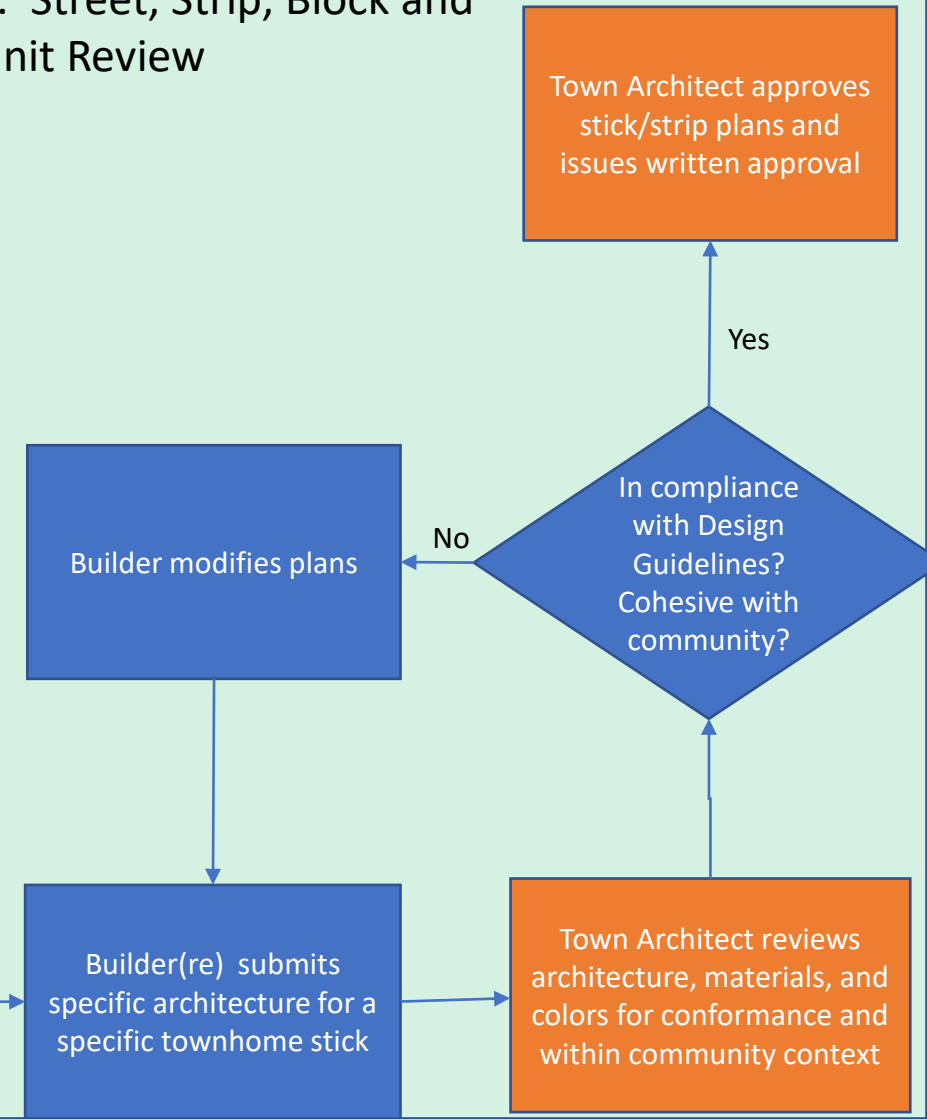 . Street, Strip, Block and
nit Review
Town Architect approves
stick/strip plans and
issues written approval
Yes
In compliance
with Design
Guidelines?
Cohesive with
community?
No
Builder modifies plans
Builder(re)  submits
specific architecture for a
specific townhome stick
Town Architect reviews
architecture, materials, and
colors for conformance and
within community context